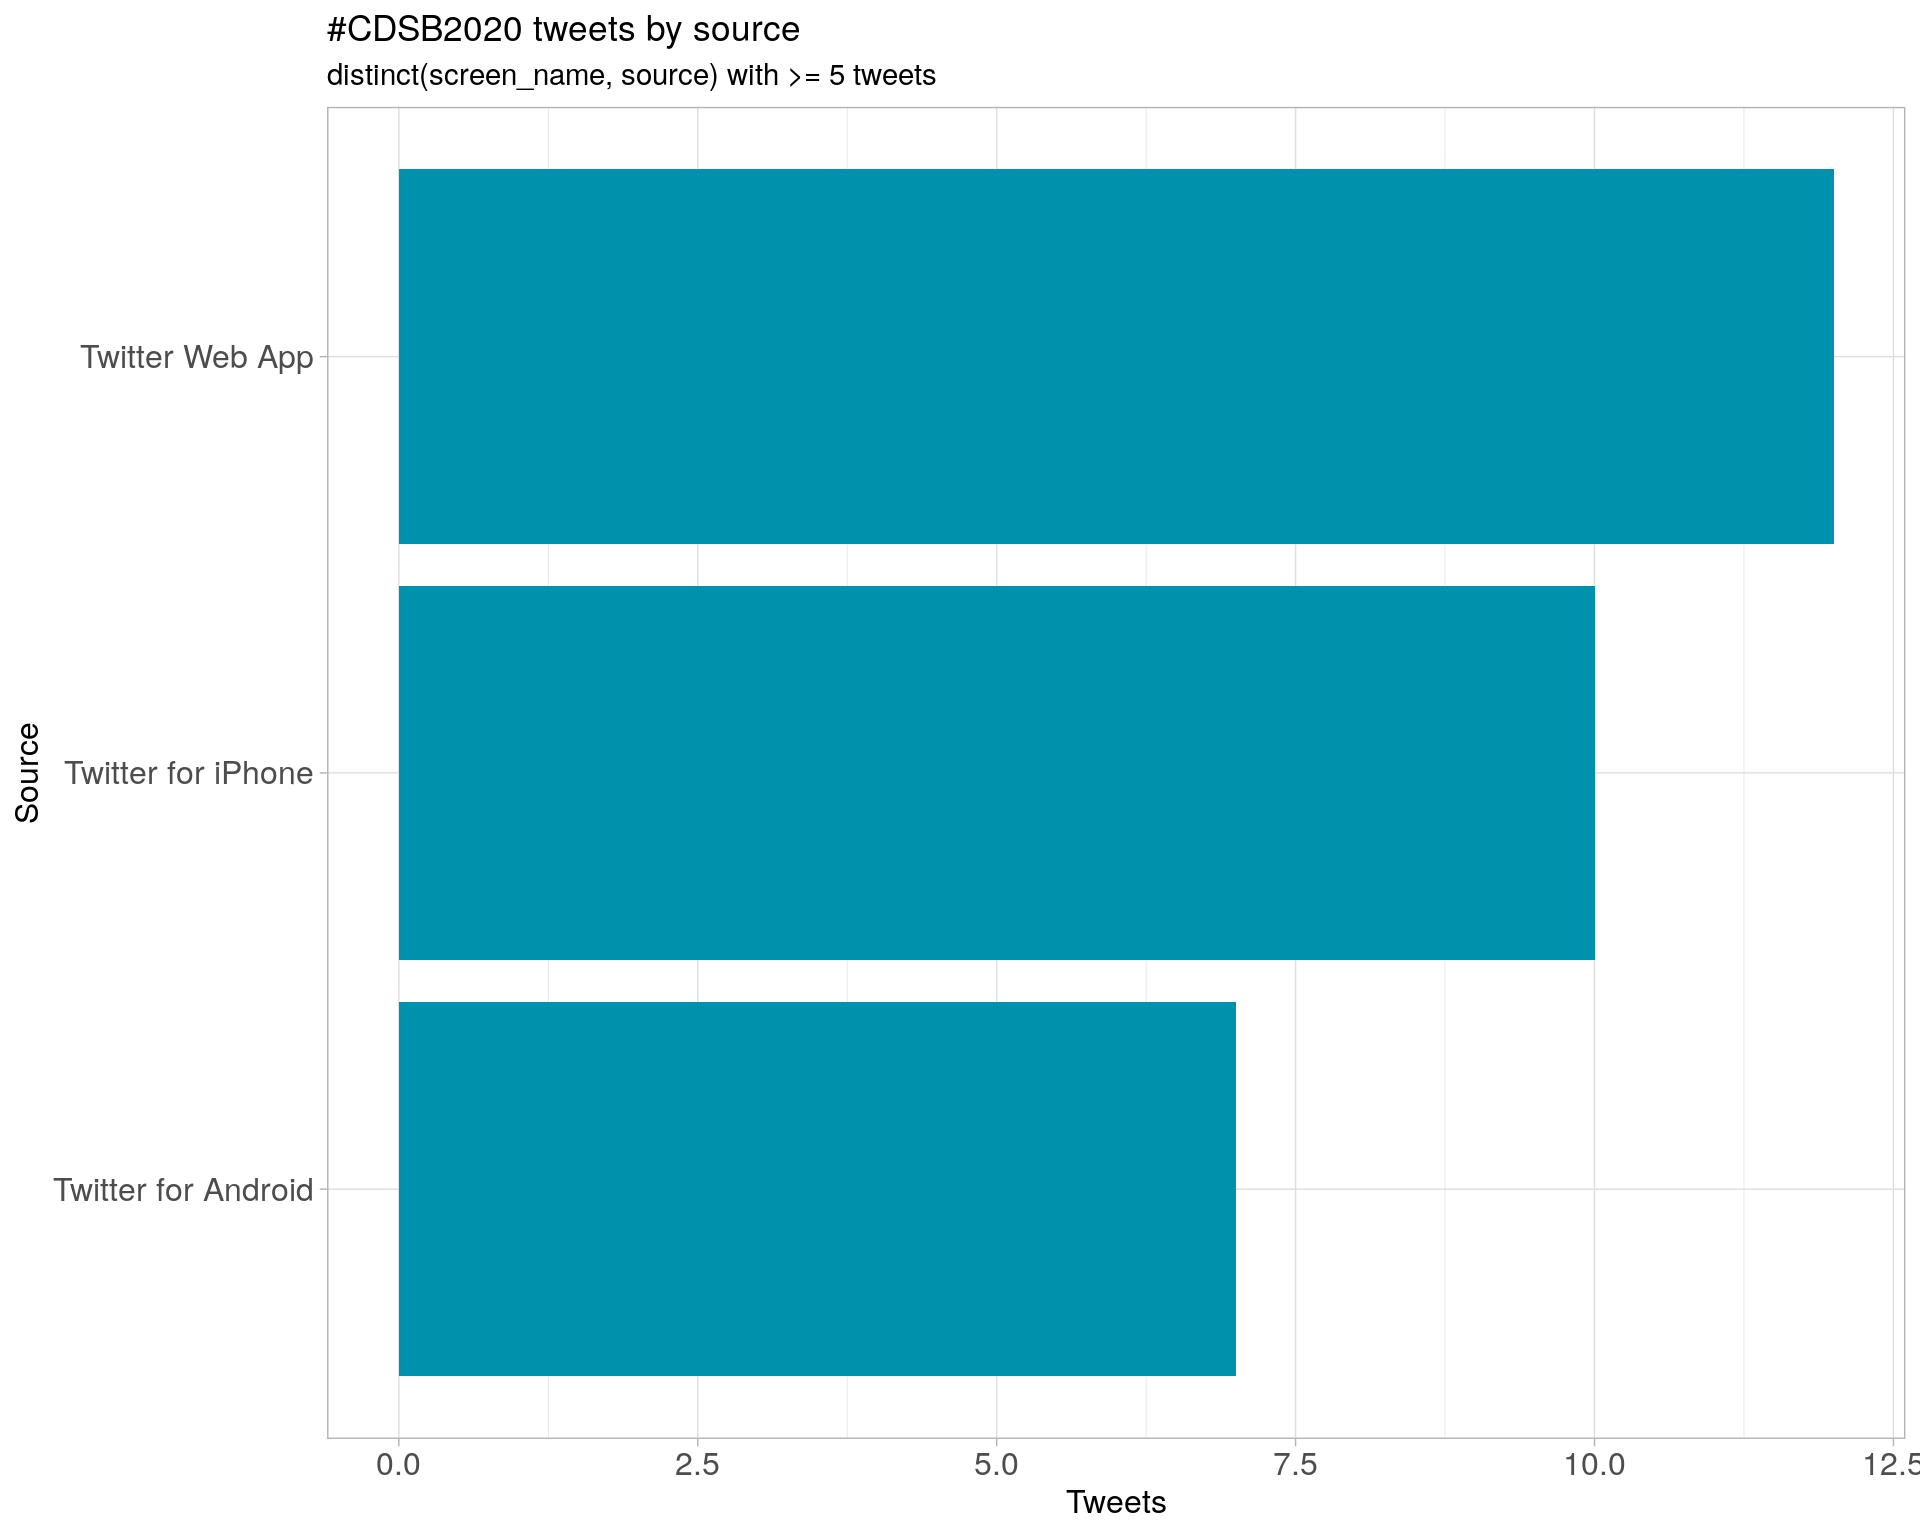 #CDSB2020 tweets by source
distinct(screen_name, source) with >= 5 tweets
Source
Twitter Web App
Twitter for iPhone
Twitter for Android
0.0 2.5 5.0 7.5 10.0 12.5
Tweets